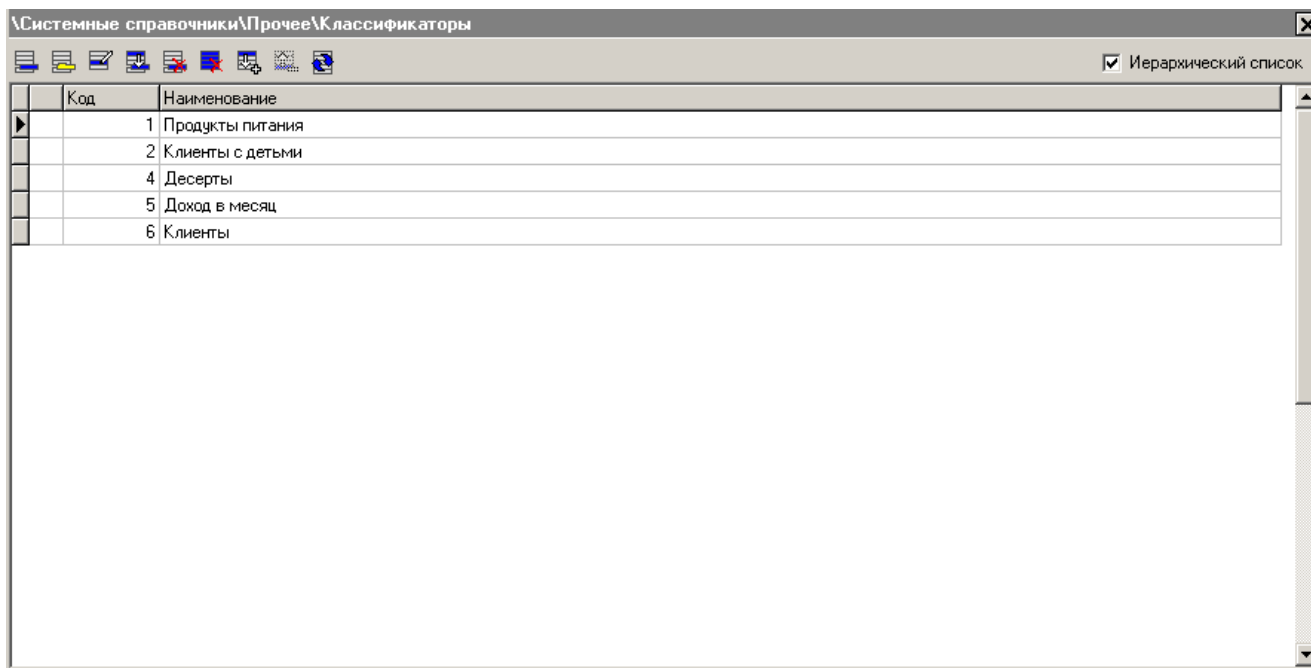 \Системные справочники\Прочее\Классификаторы
Иерархический список
Код Наименование
1 Продукты питания
2 Клиенты с детьми
4 Десерты
5 Доход в месяц
6 Клиенты